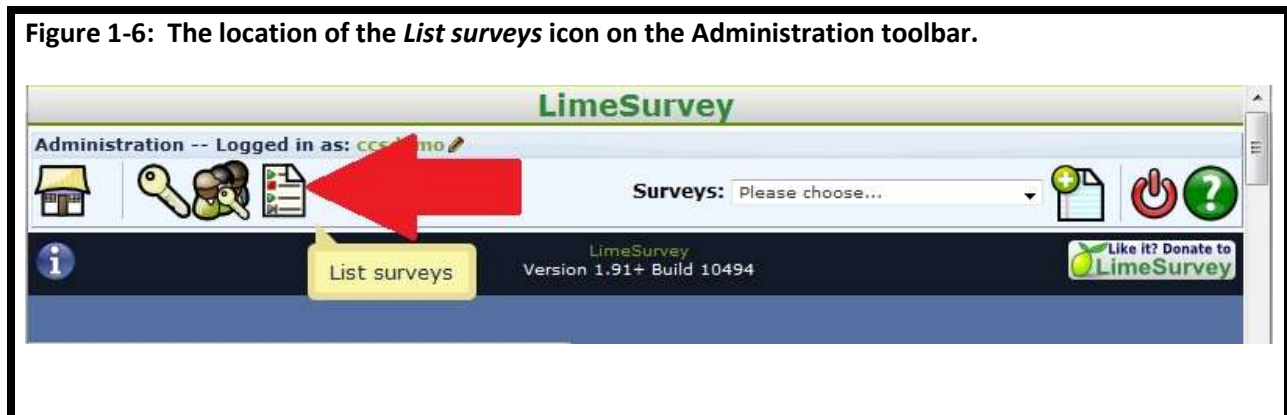 Figure 1-6: The location of the List surveys icon on the Administration toolbar.
LimeSurvey
Administration -- Logged in as:
Surveys: Please choose...
List surveys
LimeSurvey
Version 1.91+ Build 10494
Like it? Donate to
LimeSurvey